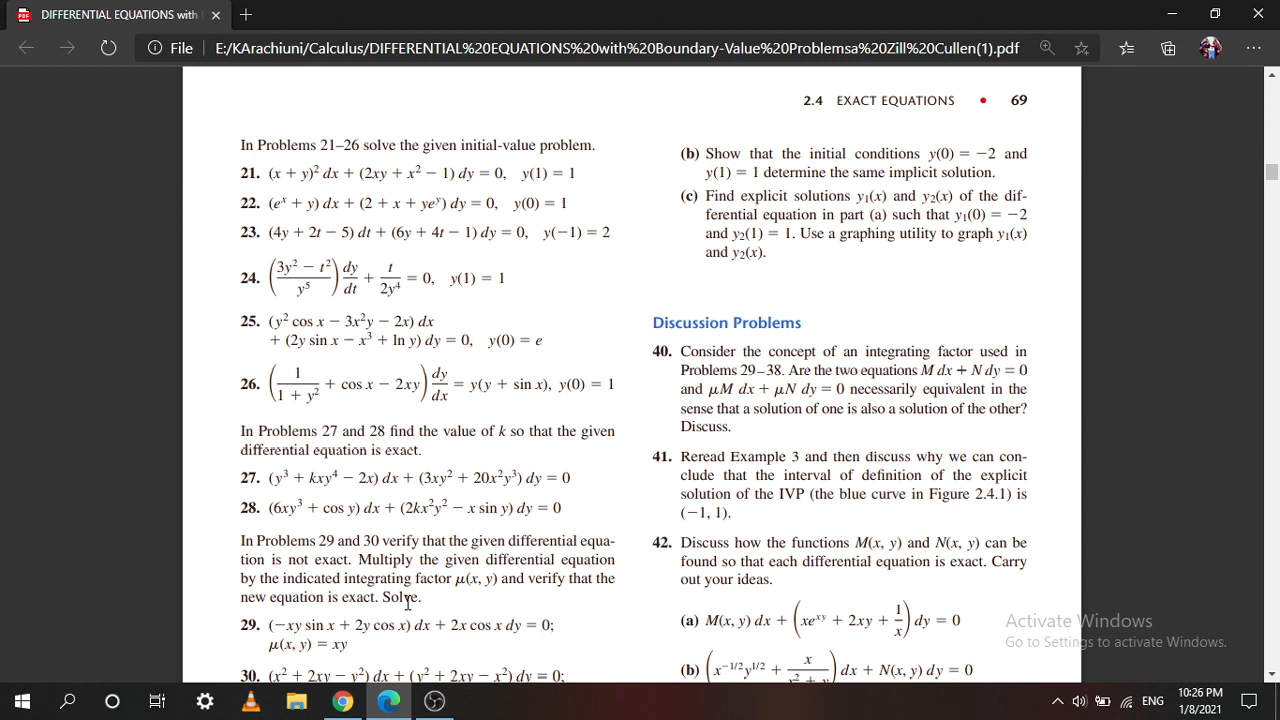 DIFFERENTIAL EQUATIONS with
File E:/KArachiuni/Calculus/DIFFERENTIAL%20EQUATIONS%20with%20Boundary-Value%20Problemsa%20Zill%20Cullen(1).pdf
2.4 EXACT EQUATIONS • 69
In Problems 21–26 solve the given initial-value problem.
21. (x + y)² dx + (2xy + x² − 1) dy = 0, y(1) = 1
22. (eˣ + y) dx + (2 + x + yeʸ) dy = 0, y(0) = 1
23. (4y + 2t − 5) dt + (6y + 4t − 1) dy = 0, y(−1) = 2
24. ((3y² − t²)/y⁵) dy/dt + t/(2y⁴) = 0, y(1) = 1
25. (y² cos x − 3x²y − 2x) dx
+ (2y sin x − x³ + ln y) dy = 0, y(0) = e
26. (1/(1 + y²) + cos x − 2xy) dy/dx = y(y + sin x), y(0) = 1
In Problems 27 and 28 find the value of k so that the given
differential equation is exact.
27. (y³ + kxy⁴ − 2x) dx + (3xy² + 20x²y³) dy = 0
28. (6xy³ + cos y) dx + (2kx²y² − x sin y) dy = 0
In Problems 29 and 30 verify that the given differential equa-
tion is not exact. Multiply the given differential equation
by the indicated integrating factor μ(x, y) and verify that the
new equation is exact. Solve.
29. (−xy sin x + 2y cos x) dx + 2x cos x dy = 0;
μ(x, y) = xy
30. (x² + 2xy − y²) dx + (y² + 2xy − x²) dy = 0;
(b) Show that the initial conditions y(0) = −2 and
y(1) = 1 determine the same implicit solution.
(c) Find explicit solutions y₁(x) and y₂(x) of the dif-
ferential equation in part (a) such that y₁(0) = −2
and y₂(1) = 1. Use a graphing utility to graph y₁(x)
and y₂(x).
Discussion Problems
40. Consider the concept of an integrating factor used in
Problems 29–38. Are the two equations M dx + N dy = 0
and μM dx + μN dy = 0 necessarily equivalent in the
sense that a solution of one is also a solution of the other?
Discuss.
41. Reread Example 3 and then discuss why we can con-
clude that the interval of definition of the explicit
solution of the IVP (the blue curve in Figure 2.4.1) is
(−1, 1).
42. Discuss how the functions M(x, y) and N(x, y) can be
found so that each differential equation is exact. Carry
out your ideas.
(a) M(x, y) dx + (xeˣʸ + 2xy + 1/x) dy = 0
(b) (x⁻¹/²y¹/² + x/(x² + y)) dx + N(x, y) dy = 0
Activate Windows
Go to Settings to activate Windows.
ENG
10:26 PM
1/8/2021